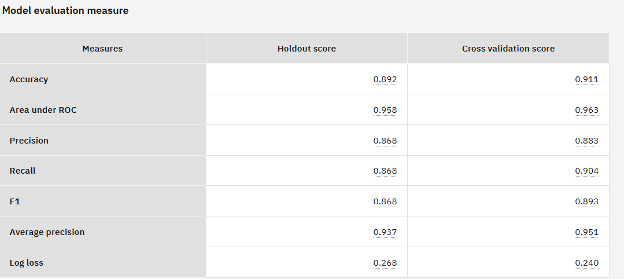 Model evaluation measure
Measures Holdout score Cross validation score
Accuracy 0.892 0.911
Area under ROC 0.958 0.963
Precision 0.868 0.883
Recall 0.868 0.904
F1 0.868 0.893
Average precision 0.937 0.951
Log loss 0.268 0.240